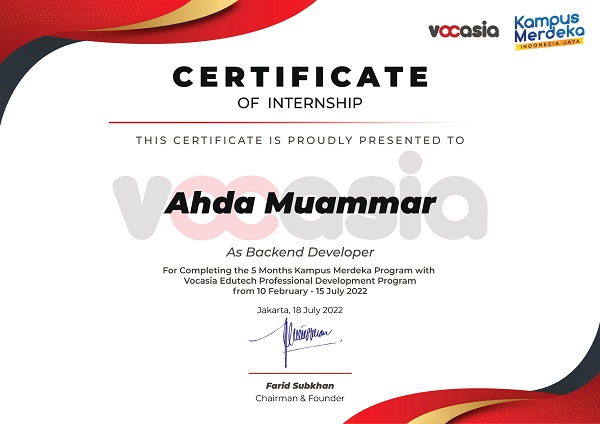 vocasia
Kampus
Merdeka
INDONESIA JAYA
CERTIFICATE
OF INTERNSHIP
THIS CERTIFICATE IS PROUDLY PRESENTED TO
vocasia
Ahda Muammar
As Backend Developer
For Completing the 5 Months Kampus Merdeka Program with
Vocasia Edutech Professional Development Program
from 10 February - 15 July 2022
Jakarta, 18 July 2022
Farid Subkhan
Chairman & Founder